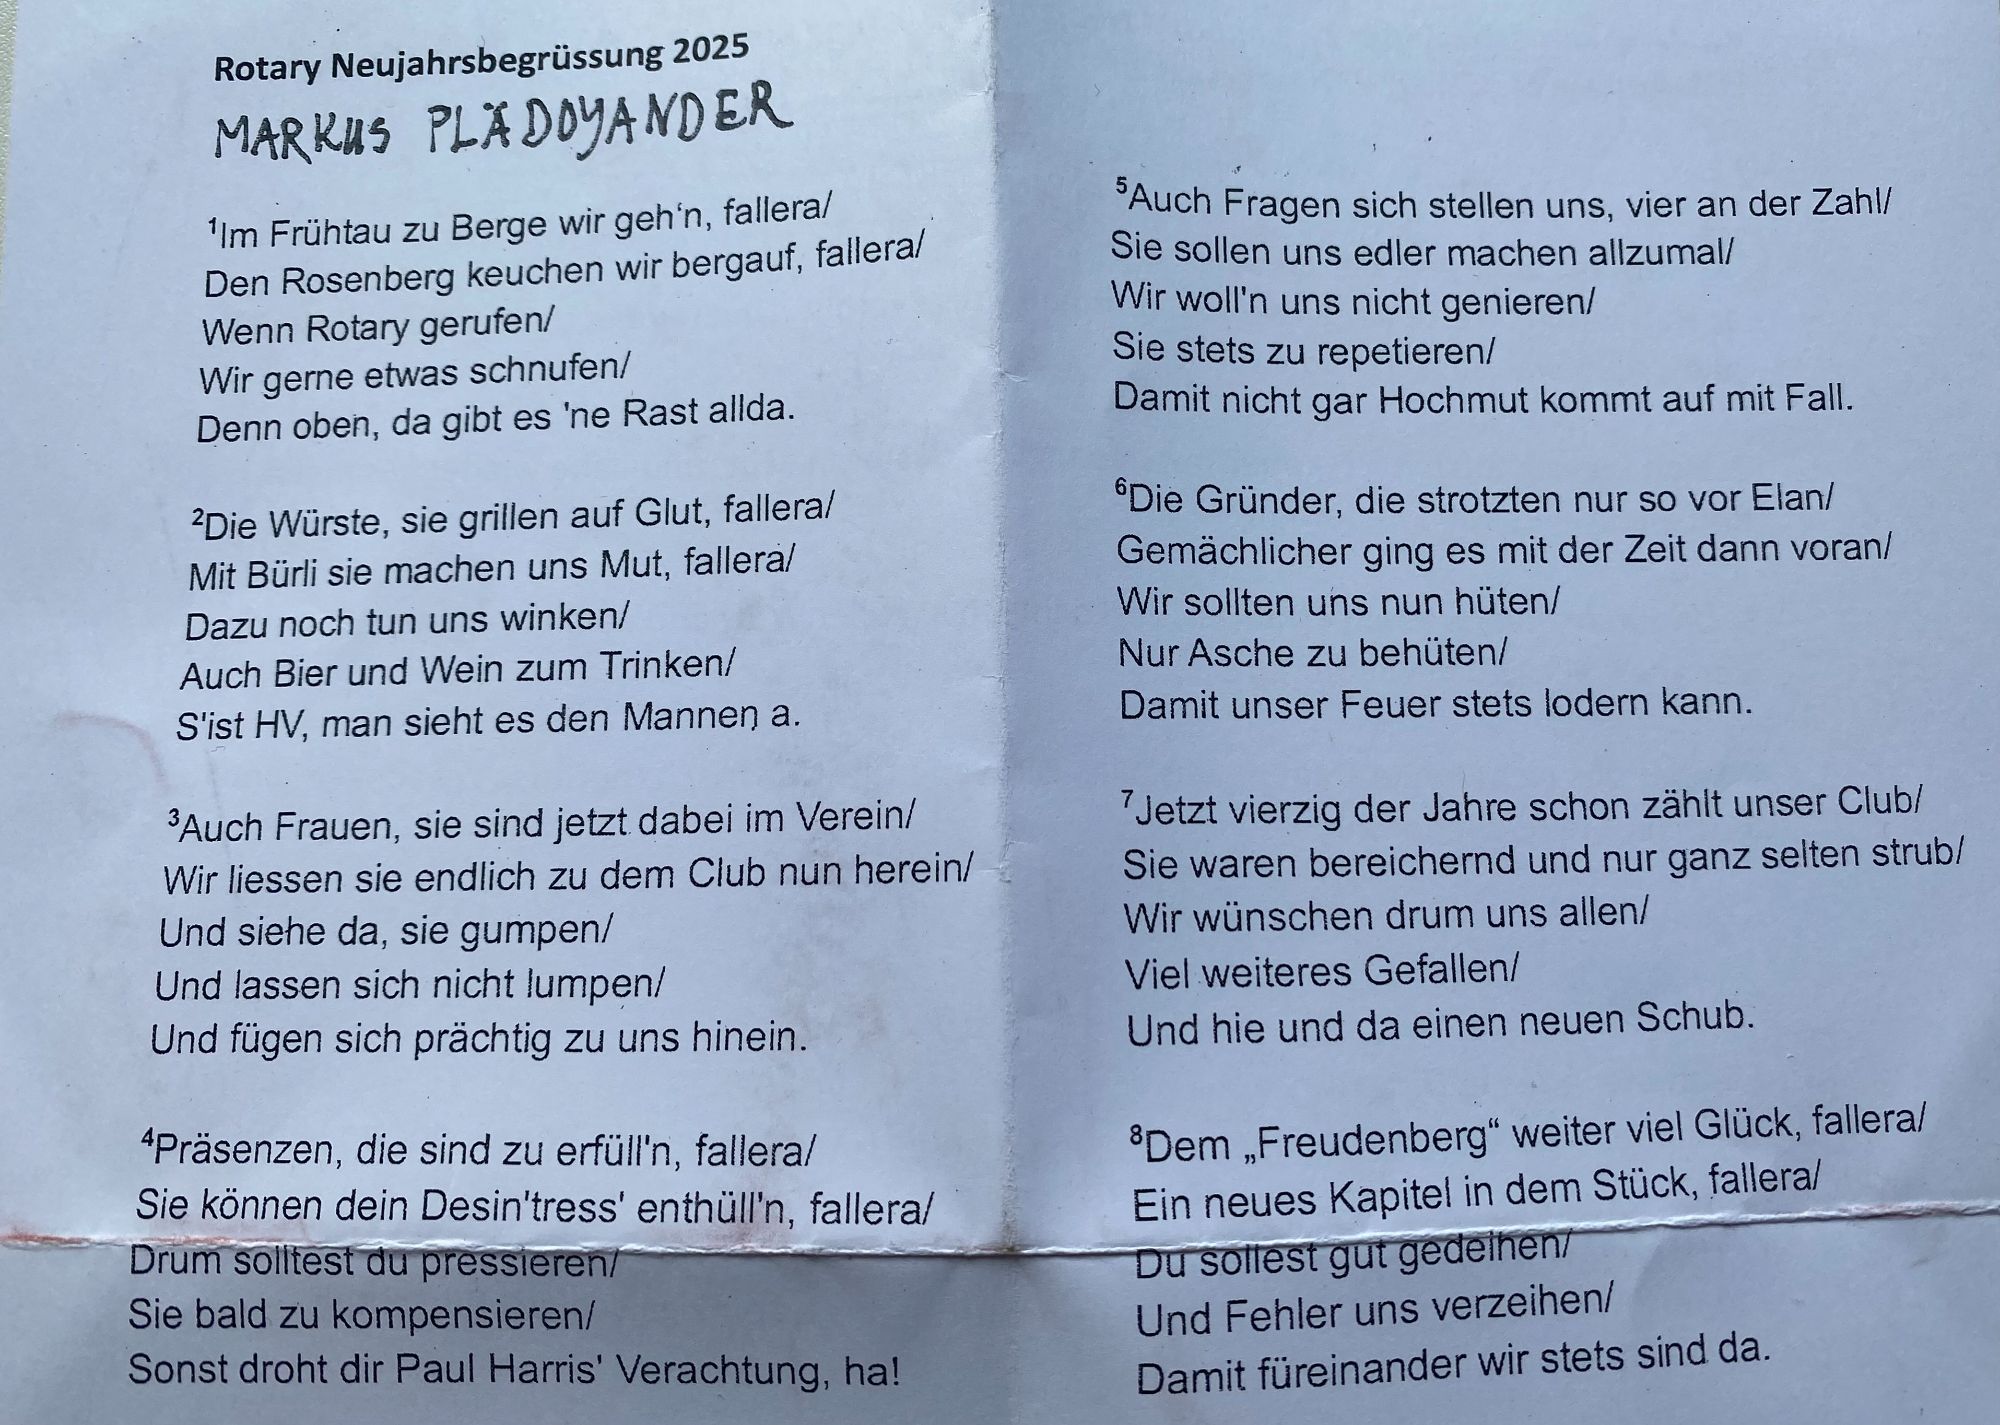 Rotary Neujahrsbegrüssung 2025
MARKUS PLÄDOYANDER
¹Im Frühtau zu Berge wir geh‘n, fallera/
Den Rosenberg keuchen wir bergauf, fallera/
Wenn Rotary gerufen/
Wir gerne etwas schnufen/
Denn oben, da gibt es 'ne Rast allda.
²Die Würste, sie grillen auf Glut, fallera/
Mit Bürli sie machen uns Mut, fallera/
Dazu noch tun uns winken/
Auch Bier und Wein zum Trinken/
S'ist HV, man sieht es den Mannen a.
³Auch Frauen, sie sind jetzt dabei im Verein/
Wir liessen sie endlich zu dem Club nun herein/
Und siehe da, sie gumpen/
Und lassen sich nicht lumpen/
Und fügen sich prächtig zu uns hinein.
⁴Präsenzen, die sind zu erfüll'n, fallera/
Sie können dein Desin'tress' enthüll'n, fallera/
Drum solltest du pressieren/
Sie bald zu kompensieren/
Sonst droht dir Paul Harris' Verachtung, ha!
⁵Auch Fragen sich stellen uns, vier an der Zahl/
Sie sollen uns edler machen allzumal/
Wir woll'n uns nicht genieren/
Sie stets zu repetieren/
Damit nicht gar Hochmut kommt auf mit Fall.
⁶Die Gründer, die strotzten nur so vor Elan/
Gemächlicher ging es mit der Zeit dann voran/
Wir sollten uns nun hüten/
Nur Asche zu behüten/
Damit unser Feuer stets lodern kann.
⁷Jetzt vierzig der Jahre schon zählt unser Club/
Sie waren bereichernd und nur ganz selten strub/
Wir wünschen drum uns allen/
Viel weiteres Gefallen/
Und hie und da einen neuen Schub.
⁸Dem „Freudenberg“ weiter viel Glück, fallera/
Ein neues Kapitel in dem Stück, fallera/
Du sollest gut gedeihen/
Und Fehler uns verzeihen/
Damit füreinander wir stets sind da.